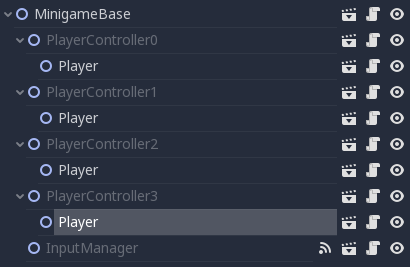 MinigameBase
PlayerController0
Player
PlayerController1
Player
PlayerController2
Player
PlayerController3
Player
InputManager